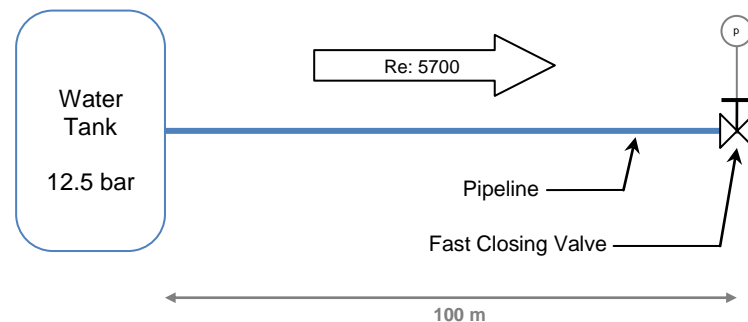 p
Re: 5700
Water
Tank
12.5 bar
Pipeline
Fast Closing Valve
100 m